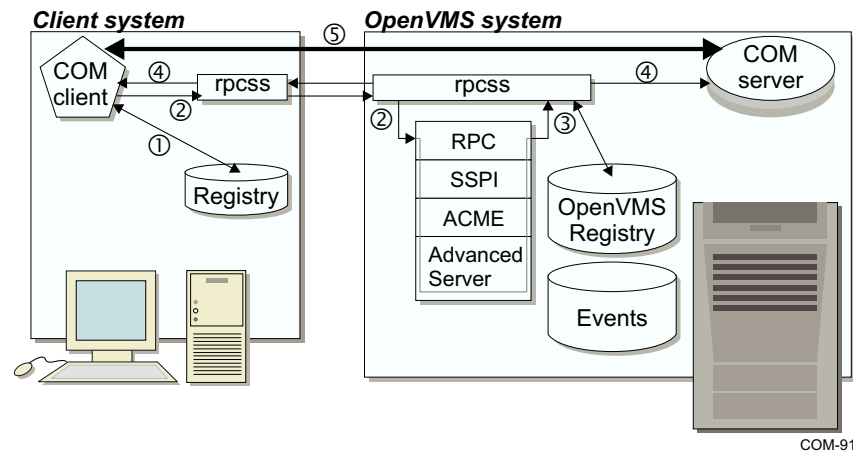 Client system
OpenVMS system
⑤
COM
client
④
②
rpcss
rpcss
④
COM
server
①
Registry
②
③
RPC
SSPI
ACME
Advanced
Server
OpenVMS
Registry
Events
COM-91